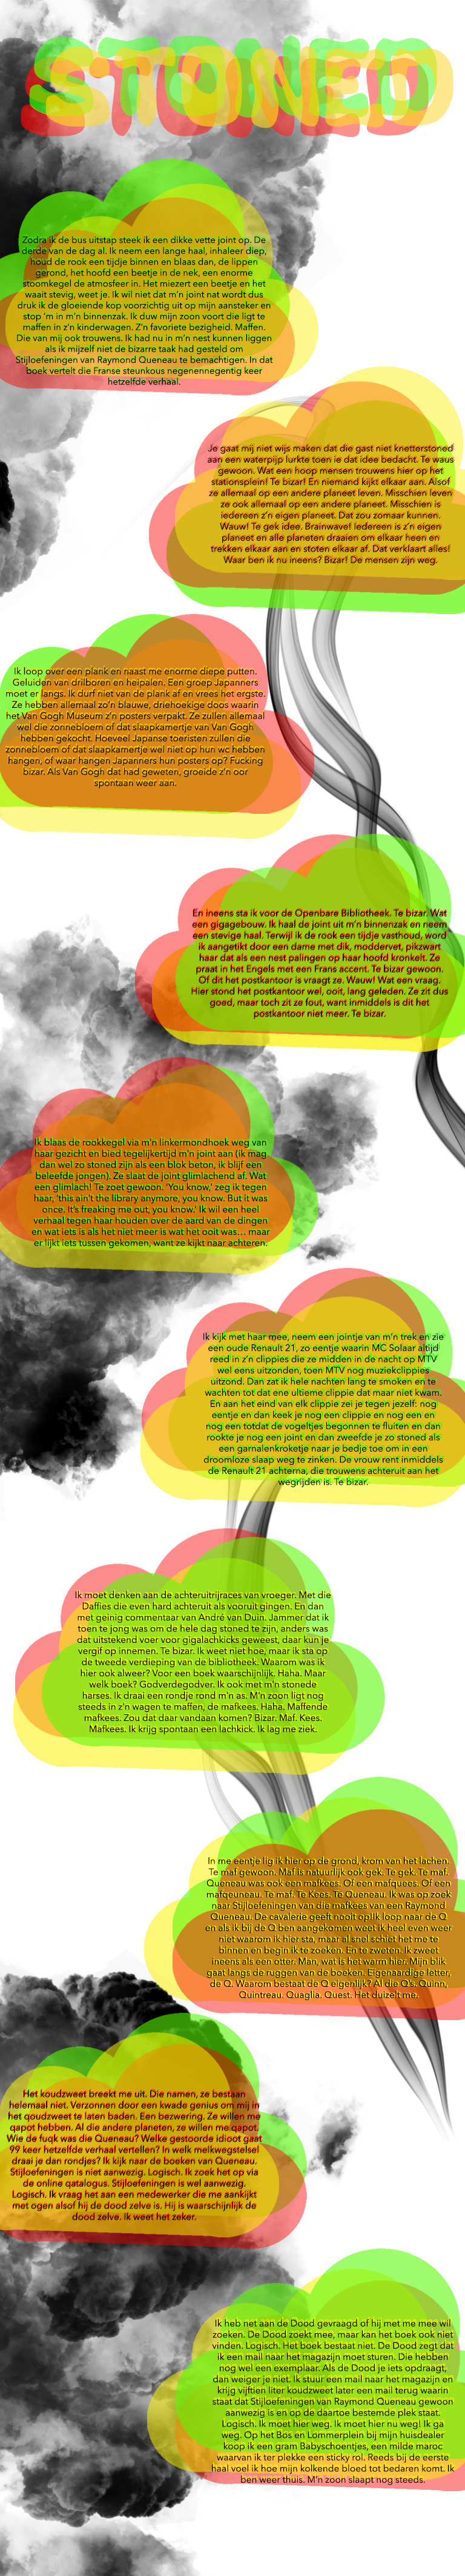 STONED
Zodra ik de bus uitstap steek ik een dikke vette joint op. De
derde van de dag al. Ik neem een lange haal, inhaleer diep,
houd de rook een tijdje binnen en blaas dan, de lippen
gerond, het hoofd een beetje in de nek, een enorme
stoomkegel de atmosfeer in. Het miezert een beetje en het
waait stevig, weet je. Ik wil niet dat m'n joint nat wordt dus
druk ik de gloeiende kop voorzichtig uit op mijn aansteker en
stop 'm in m'n binnenzak. Ik duw mijn zoon voort die ligt te
maffen in z'n kinderwagen. Z'n favoriete bezigheid. Maffen.
Die van mij ook trouwens. Ik had nu in m'n nest kunnen liggen
als ik mijzelf niet de bizarre taak had gesteld om
Stijloefeningen van Raymond Queneau te bemachtigen. In dat
boek vertelt die Franse steunkous negenennegentig keer
hetzelfde verhaal.
Je gaat mij niet wijs maken dat die gast niet knetterstoned
aan een waterpijp lurkte toen ie dat idee bedacht. Te waus
gewoon. Wat een hoop mensen trouwens hier op het
stationsplein! Te bizar! En niemand kijkt elkaar aan. Alsof
ze allemaal op een andere planeet leven. Misschien leven
ze ook allemaal op een andere planeet. Misschien is
iedereen z'n eigen planeet. Dat zou zomaar kunnen.
Wauw! Te gek idee. Brainwave! Iedereen is z'n eigen
planeet en alle planeten draaien om elkaar heen en
trekken elkaar aan en stoten elkaar af. Dat verklaart alles!
Waar ben ik nu ineens? Bizar! De mensen zijn weg.
Ik loop over een plank en naast me enorme diepe putten.
Geluiden van drilboren en heipalen. Een groep Japanners
moet er langs. Ik durf niet van de plank af en vrees het ergste.
Ze hebben allemaal zo'n blauwe, driehoekige doos waarin
het Van Gogh Museum z'n posters verpakt. Ze zullen allemaal
wel die zonnebloem of dat slaapkamertje van Van Gogh
hebben gekocht. Hoeveel Japanse toeristen zullen die
zonnebloem of dat slaapkamertje wel niet op hun wc hebben
hangen, of waar hangen Japanners hun posters op? Fucking
bizar. Als Van Gogh dat had geweten, groeide z'n oor
spontaan weer aan.
En ineens sta ik voor de Openbare Bibliotheek. Te bizar. Wat
een gigagebouw. Ik haal de joint uit m'n binnenzak en neem
een stevige haal. Terwijl ik de rook een tijdje vasthoud, word
ik aangetikt door een dame met dik, moddervet, pikzwart
haar dat als een nest palingen op haar hoofd kronkelt. Ze
praat in het Engels met een Frans accent. Te bizar gewoon.
Of dit het postkantoor is vraagt ze. Wauw! Wat een vraag.
Hier stond het postkantoor wel, ooit, lang geleden. Ze zit dus
goed, maar toch zit ze fout, want inmiddels is dit het
postkantoor niet meer. Te bizar.
Ik blaas de rookkegel via m'n linkermondhoek weg van
haar gezicht en bied tegelijkertijd m'n joint aan (ik mag
dan wel zo stoned zijn als een blok beton, ik blijf een
beleefde jongen). Ze slaat de joint glimlachend af. Wat
een glimlach! Te zoet gewoon. 'You know,' zeg ik tegen
haar, 'this ain't the library anymore, you know. But it was
once. It's freaking me out, you know.' Ik wil een heel
verhaal tegen haar houden over de aard van de dingen
en wat iets is als het niet meer is wat het ooit was... maar
er lijkt iets tussen gekomen, want ze kijkt naar achteren.
Ik kijk met haar mee, neem een jointje van m'n trek en zie
een oude Renault 21, zo eentje waarin MC Solaar altijd
reed in z'n clippies die ze midden in de nacht op MTV
wel eens uitzonden, toen MTV nog muziekclippies
uitzond. Dan zat ik hele nachten lang te smoken en te
wachten tot dat ene ultieme clippie dat maar niet kwam.
En aan het eind van elk clippie zei je tegen jezelf: nog
eentje en dan keek je nog een clippie en nog een en
nog een totdat de vogeltjes begonnen te fluiten en dan
rookte je nog een joint en dan zweefde je zo stoned als
een garnalenkroketje naar je bedje toe om in een
droomloze slaap weg te zinken. De vrouw rent inmiddels
de Renault 21 achterna, die trouwens achteruit aan het
wegrijden is. Te bizar.
Ik moet denken aan de achteruitrijraces van vroeger. Met die
Daffies die even hard achteruit als vooruit gingen. En dan
met geinig commentaar van André van Duin. Jammer dat ik
toen te jong was om de hele dag stoned te zijn, anders was
dat uitstekend voer voor gigalachkicks geweest, daar kun je
vergif op innemen. Te bizar. Ik weet niet hoe, maar ik sta op
de tweede verdieping van de bibliotheek. Waarom was ik
hier ook alweer? Voor een boek waarschijnlijk. Haha. Maar
welk boek? Godverdegodver. Ik ook met m'n stonede
harses. Ik draai een rondje rond m'n as. M'n zoon ligt nog
steeds in z'n wagen te maffen, de mafkees. Haha. Maffende
mafkees. Zou dat daar vandaan komen? Bizar. Maf. Kees.
Mafkees. Ik krijg spontaan een lachkick. Ik lag me ziek.
In me eentje lig ik hier op de grond, krom van het lachen.
Te maf gewoon. Maf is natuurlijk ook gek. Te gek. Te maf.
Queneau was ook een mafkees. Of een mafquees. Of een
mafqeuneau. Te maf. Te Kees. Te Queneau. Ik was op zoek
naar Stijloefeningen van die mafkees van een Raymond
Queneau. De cavalerie geeft nooit op! Ik loop naar de Q
en als ik bij de Q ben aangekomen weet ik heel even weer
niet waarom ik hier sta, maar al snel schiet het me te
binnen en begin ik te zoeken. En te zweten. Ik zweet
ineens als een otter. Man, wat is het warm hier. Mijn blik
gaat langs de ruggen van de boeken. Eigenaardige letter,
de Q. Waarom bestaat de Q eigenlijk? Al die Q's. Quinn,
Quintreau. Quaglia. Quest. Het duizelt me.
Het koudzweet breekt me uit. Die namen, ze bestaan
helemaal niet. Verzonnen door een kwade genius om mij in
het qoudzweet te laten baden. Een bezwering. Ze willen me
qapot hebben. Al die andere planeten, ze willen me qapot.
Wie de fuqk was die Queneau? Welke gestoorde idioot gaat
99 keer hetzelfde verhaal vertellen? In welk melkwegstelsel
draai je dan rondjes? Ik kijk naar de boeken van Queneau.
Stijloefeningen is niet aanwezig. Logisch. Ik zoek het op via
de online qatalogus. Stijloefeningen is wel aanwezig.
Logisch. Ik vraag het aan een medewerker die me aankijkt
met ogen alsof hij de dood zelve is. Hij is waarschijnlijk de
dood zelve. Ik weet het zeker.
Ik heb net aan de Dood gevraagd of hij met me mee wil
zoeken. De Dood zoekt mee, maar kan het boek ook niet
vinden. Logisch. Het boek bestaat niet. De Dood zegt dat
ik een mail naar het magazijn moet sturen. Die hebben
nog wel een exemplaar. Als de Dood je iets opdraagt,
dan weiger je niet. Ik stuur een mail naar het magazijn en
krijg vijftien liter koudzweet later een mail terug waarin
staat dat Stijloefeningen van Raymond Queneau gewoon
aanwezig is en op de daartoe bestemde plek staat.
Logisch. Ik moet hier weg. Ik moet hier nu weg! Ik ga
weg. Op het Bos en Lommerplein bij mijn huisdealer
koop ik een gram Babyschoentjes, een milde maroc
waarvan ik ter plekke een sticky rol. Reeds bij de eerste
haal voel ik hoe mijn kolkende bloed tot bedaren komt. Ik
ben weer thuis. M'n zoon slaapt nog steeds.